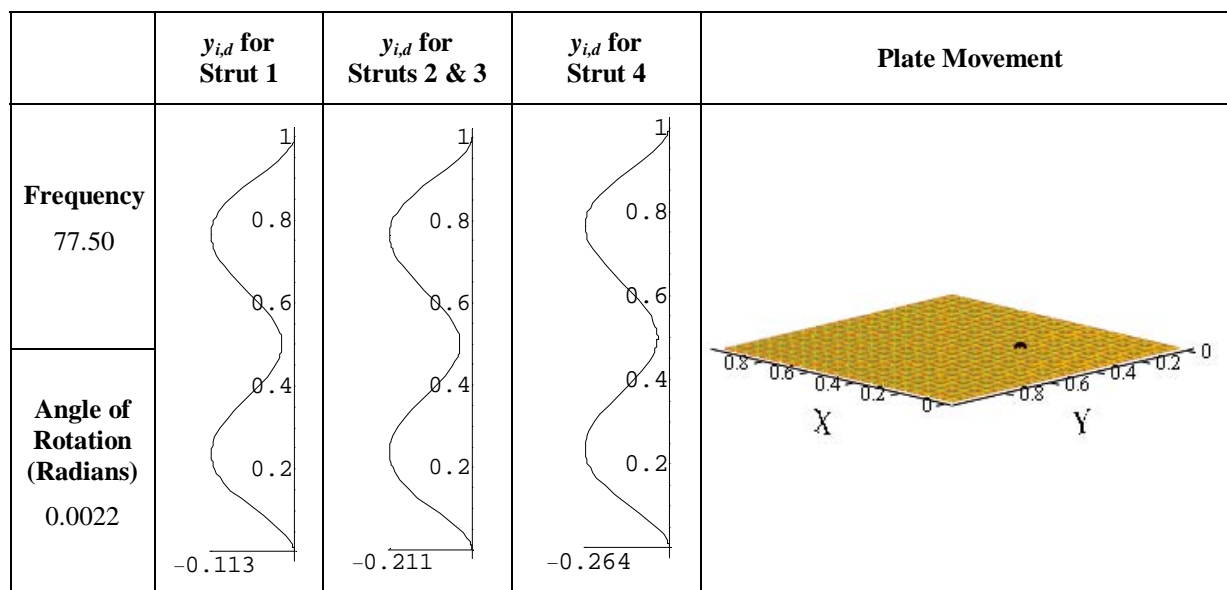 y_{i,d} for
Strut 1
y_{i,d} for
Struts 2 & 3
y_{i,d} for
Strut 4
Plate Movement
Frequency
77.50
Angle of
Rotation
(Radians)
0.0022
1
0.8
0.6
0.4
0.2
-0.113
1
0.8
0.6
0.4
0.2
-0.211
1
0.8
0.6
0.4
0.2
-0.264
0.8
0.6
0.4
0.2
0
X
0.8
0.6
0.4
0.2
0
Y